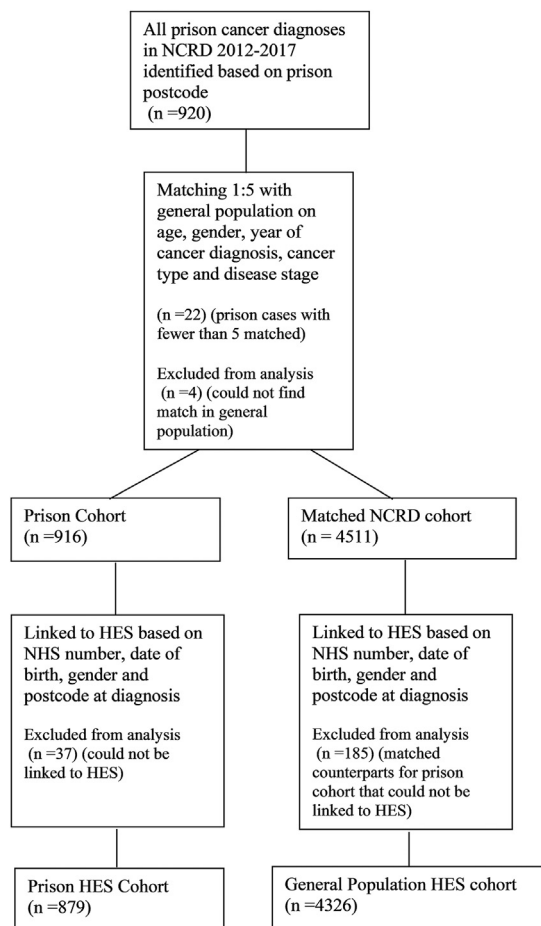 All prison cancer diagnoses
in NCRD 2012-2017
identified based on prison
postcode
(n =920)
Matching 1:5 with
general population on
age, gender, year of
cancer diagnosis, cancer
type and disease stage
(n =22) (prison cases with
fewer than 5 matched)
Excluded from analysis
(n =4) (could not find
match in general
population)
Prison Cohort
(n =916)
Matched NCRD cohort
(n = 4511)
Linked to HES based on
NHS number, date of
birth, gender and
postcode at diagnosis
Excluded from analysis
(n =37) (could not be
linked to HES)
Linked to HES based on
NHS number, date of
birth, gender and
postcode at diagnosis
Excluded from analysis
(n =185) (matched
counterparts for prison
cohort that could not be
linked to HES)
Prison HES Cohort
(n =879)
General Population HES cohort
(n =4326)